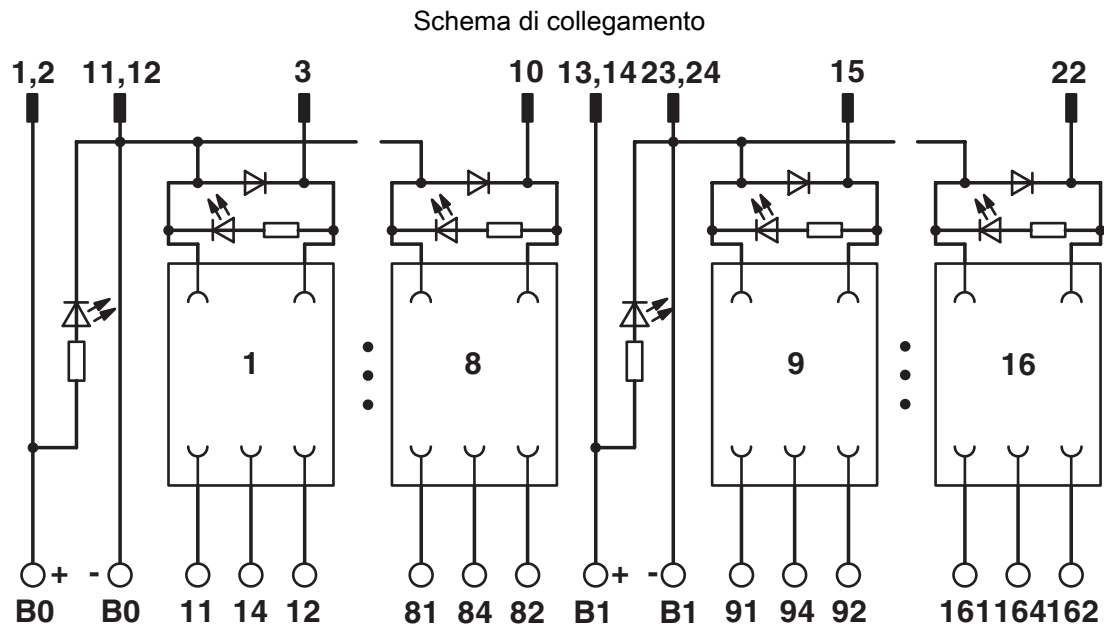 Schema di collegamento
1,2 11,12 3 10 13,14 23,24 15 22
1 8 9 16
+ - + -
B0 B0 11 14 12 81 84 82 B1 B1 91 94 92 161 164 162